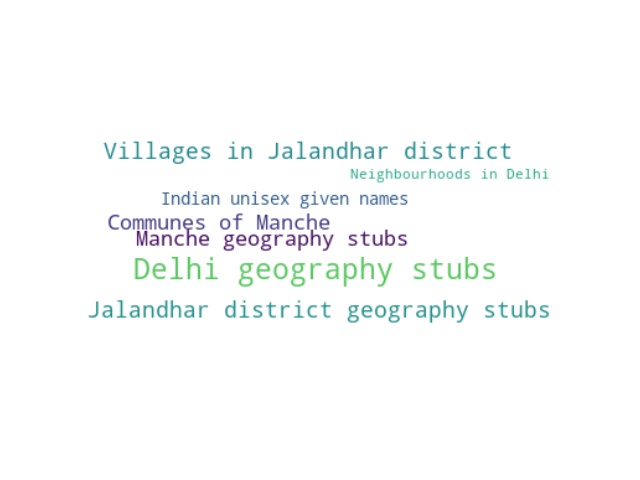 Villages in Jalandhar district
Neighbourhoods in Delhi
Indian unisex given names
Communes of Manche
Manche geography stubs
Delhi geography stubs
Jalandhar district geography stubs